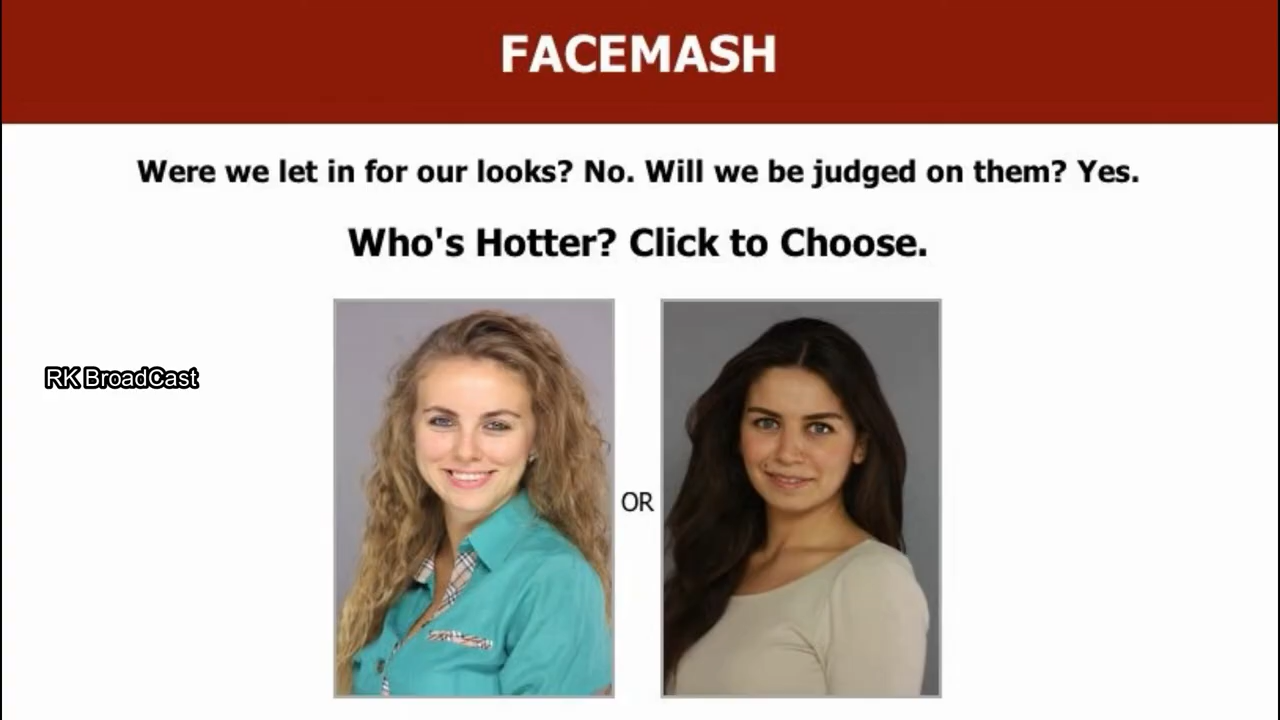 FACEMASH
Were we let in for our looks? No. Will we be judged on them? Yes.
Who's Hotter? Click to Choose.
RK BroadCast
OR